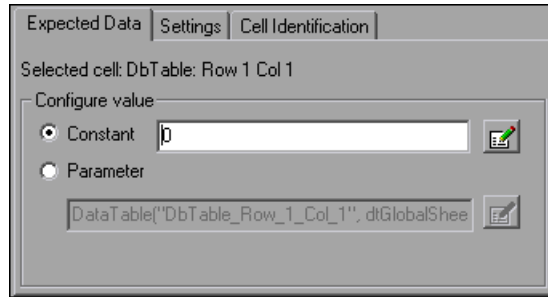 Expected Data Settings Cell Identification
Selected cell: DbTable: Row 1 Col 1
Configure value
Constant 0
Parameter
DataTable("DbTable_Row_1_Col_1", dtGlobalShee